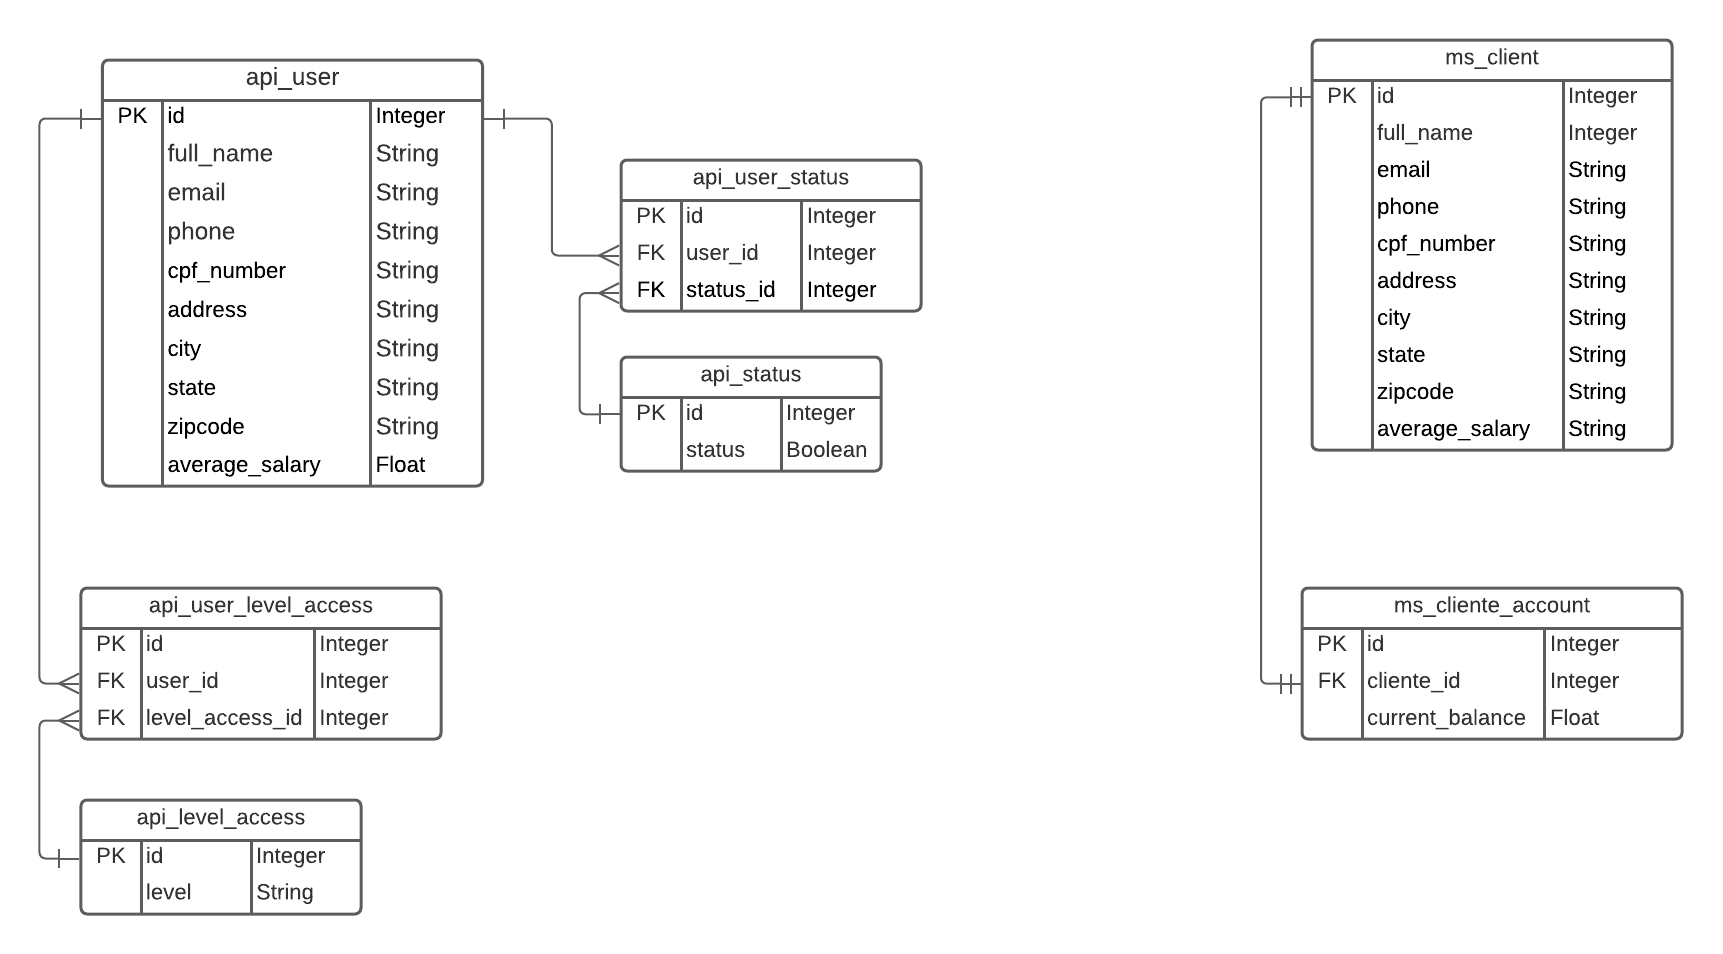 api_user
PK id Integer
full_name String
email String
phone String
cpf_number String
address String
city String
state String
zipcode String
average_salary Float
api_user_status
PK id Integer
FK user_id Integer
FK status_id Integer
api_status
PK id Integer
status Boolean
api_user_level_access
PK id Integer
FK user_id Integer
FK level_access_id Integer
api_level_access
PK id Integer
level String
ms_client
PK id Integer
full_name Integer
email String
phone String
cpf_number String
address String
city String
state String
zipcode String
average_salary String
ms_cliente_account
PK id Integer
FK cliente_id Integer
current_balance Float